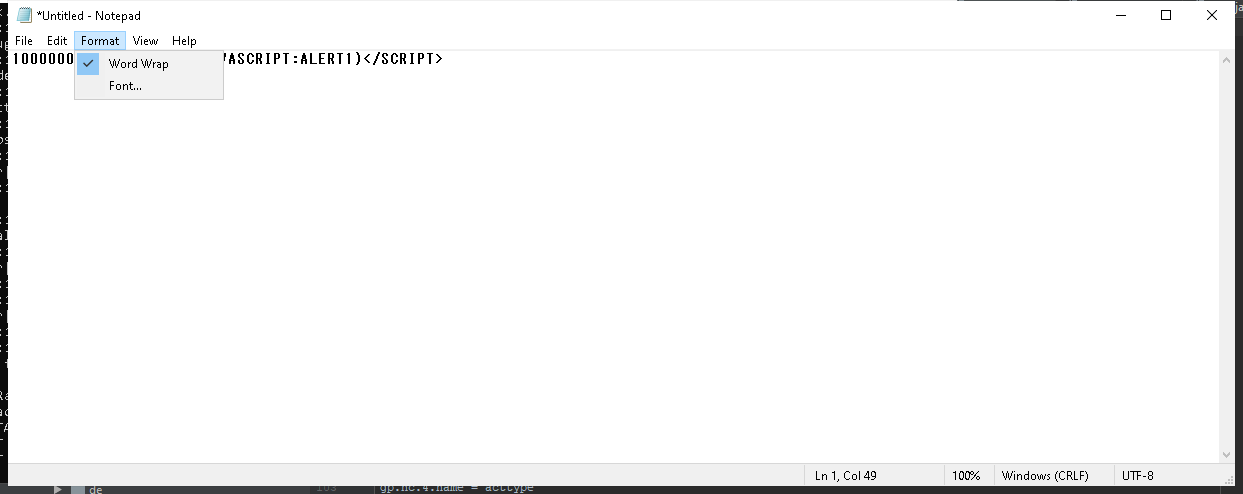 *Untitled - Notepad
File Edit Format View Help
1000000 ASCRIPT:ALERT1)</SCRIPT>
Word Wrap
Font...
Ln 1, Col 49 100% Windows (CRLF) UTF-8
de 103 gp.nc.4.name = acctype